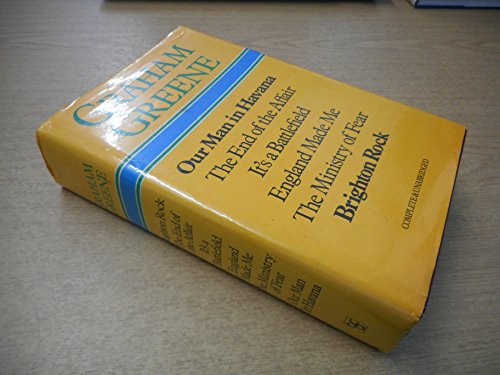 GRAHAM
GREENE
Our Man in Havana
The End of the Affair
It's a Battlefield
England Made Me
The Ministry of Fear
Brighton Rock
COMPLETE & UNABRIDGED
GRAHAM
GREENE
Brighton Rock
The End of
the Affair
It's a
Battlefield
England
Made Me
The Ministry
of Fear
Our Man
in Havana